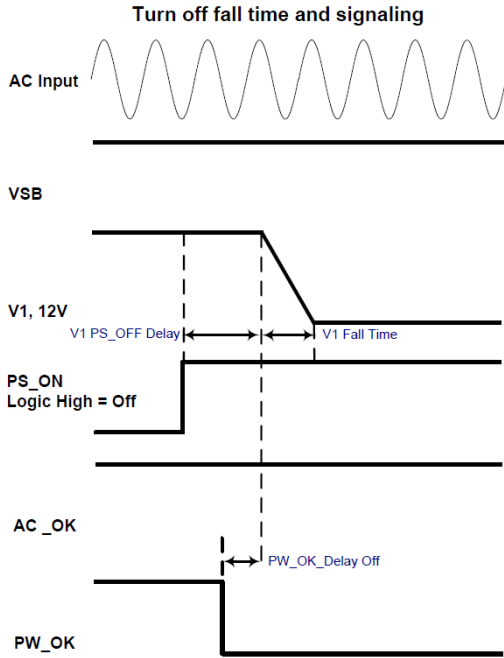 Turn off fall time and signaling
AC Input
VSB
V1, 12V
V1 PS_OFF Delay
V1 Fall Time
PS_ON
Logic High = Off
AC _OK
PW_OK_Delay Off
PW_OK